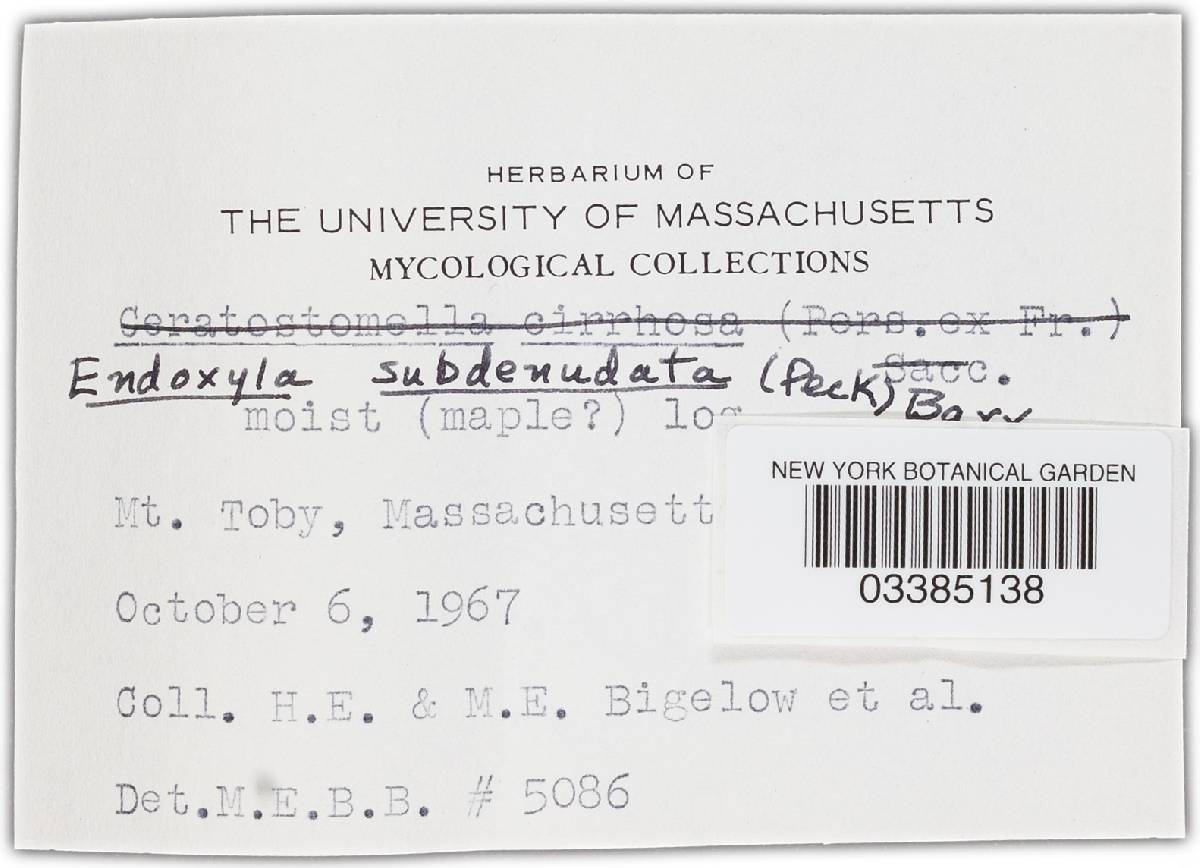 HERBARIUM OF
THE UNIVERSITY OF MASSACHUSETTS
MYCOLOGICAL COLLECTIONS
Ceratostomella cirrhosa (Pers.ex Fr.)
Sacc.
Endoxyla subdenudata (Peck) Barr
moist (maple?) log
NEW YORK BOTANICAL GARDEN
03385138
Mt. Toby, Massachusett
October 6, 1967
Coll. H.E. & M.E. Bigelow et al.
Det.M.E.B.B. # 5086